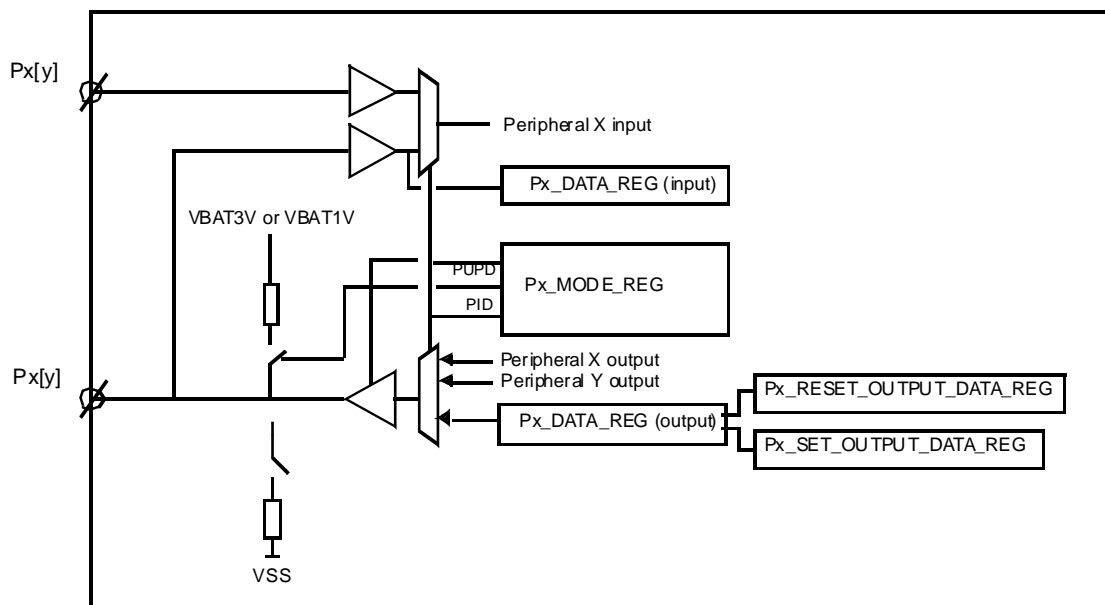 Px[y]
Peripheral X input
Px_DATA_REG (input)
VBAT3V or VBAT1V
PUPD
Px_MODE_REG
PID
Peripheral X output
Px[y]
Peripheral Y output
Px_RESET_OUTPUT_DATA_REG
Px_DATA_REG (output)
Px_SET_OUTPUT_DATA_REG
VSS